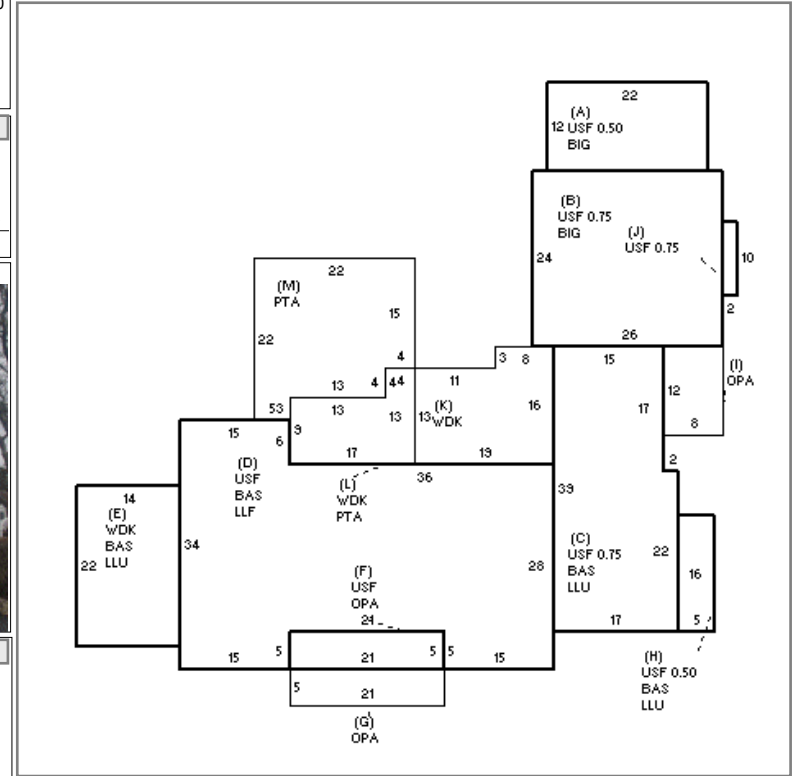 22
(A)
12 USF 0.50
BIG
(B)
USF 0.75
BIG
(J)
USF 0.75
24
10
2
26
22
(M)
PTA
15
22
4
3 8
15
(I)
OPA
13
4
44
11
12
53
13
13
13
(K)
WDK
16
17
8
15
6
9
17
19
2
(D)
USF
BAS
LLF
36
(L)
WDK
PTA
39
14
(E)
WDK
BAS
LLU
22
34
28
(C)
USF 0.75
BAS
LLU
22
16
(F)
USF
OPA
24
17
5
15
5
21
5
5
15
5
21
(G)
OPA
(H)
USF 0.50
BAS
LLU